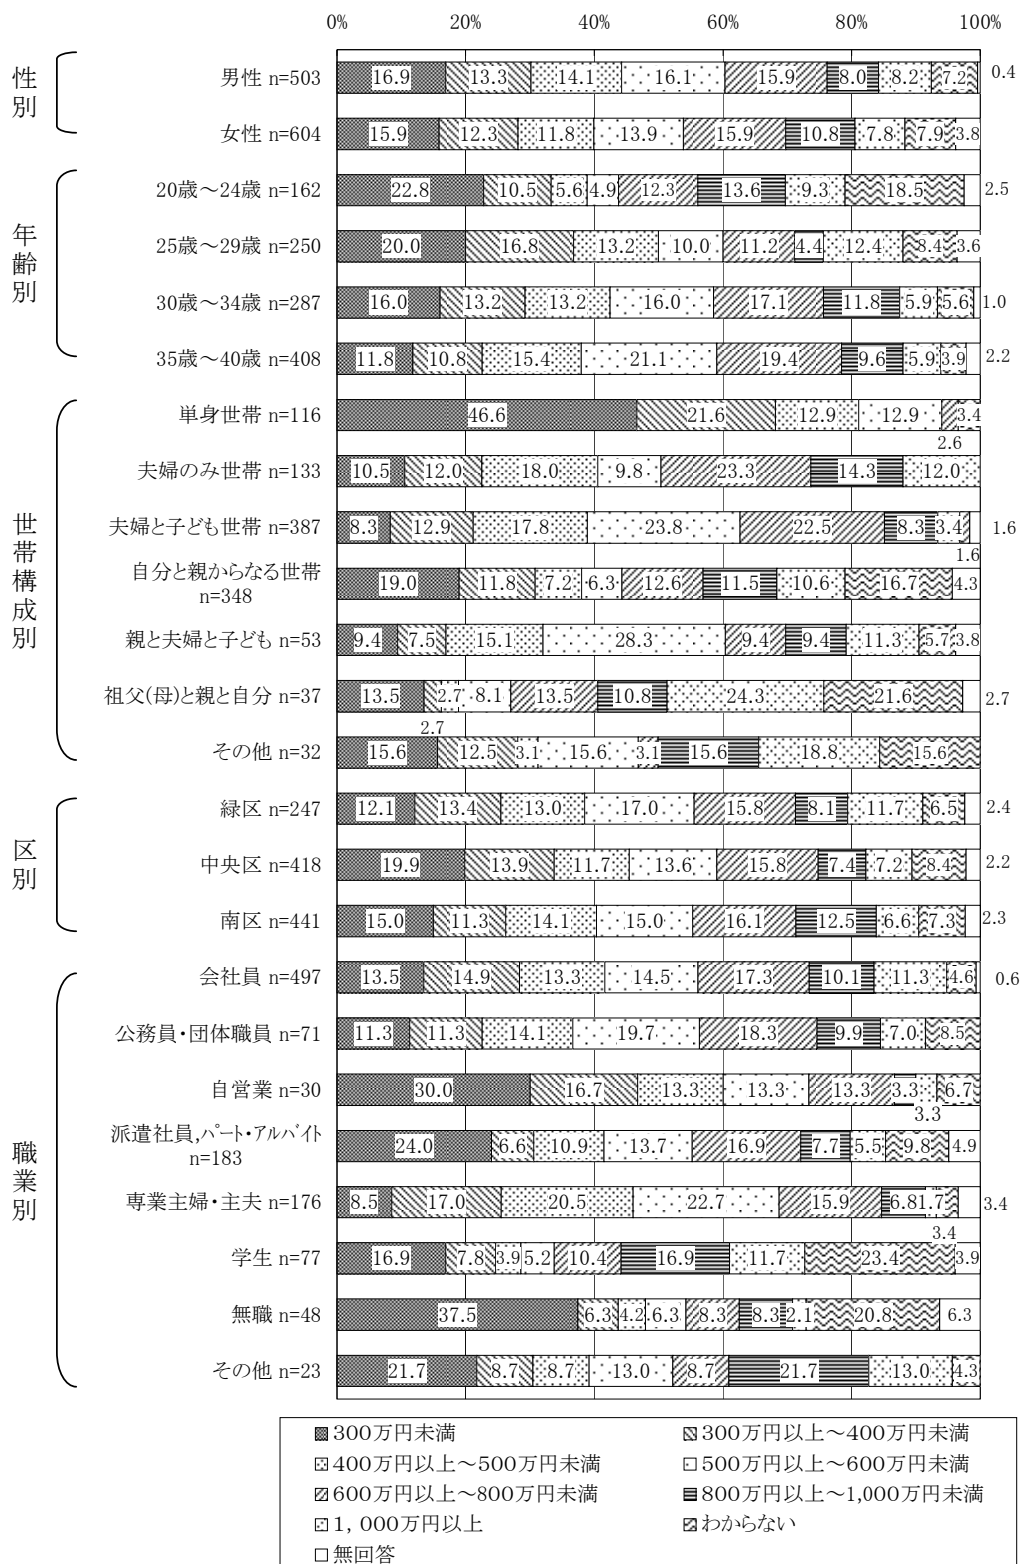 0% 20% 40% 60% 80% 100%
性別
男性 n=503 16.9 13.3 14.1 16.1 15.9 8.0 8.2 7.2 0.4
女性 n=604 15.9 12.3 11.8 13.9 15.9 10.8 7.8 7.9 3.8
年齢別
20歳～24歳 n=162 22.8 10.5 5.6 4.9 12.3 13.6 9.3 18.5 2.5
25歳～29歳 n=250 20.0 16.8 13.2 10.0 11.2 4.4 12.4 8.4 3.6
30歳～34歳 n=287 16.0 13.2 13.2 16.0 17.1 11.8 5.9 5.6 1.0
35歳～40歳 n=408 11.8 10.8 15.4 21.1 19.4 9.6 5.9 3.9 2.2
世帯構成別
単身世帯 n=116 46.6 21.6 12.9 12.9 3.4
2.6
夫婦のみ世帯 n=133 10.5 12.0 18.0 9.8 23.3 14.3 12.0
夫婦と子ども世帯 n=387 8.3 12.9 17.8 23.8 22.5 8.3 3.4 1.6
1.6
自分と親からなる世帯
n=348 19.0 11.8 7.2 6.3 12.6 11.5 10.6 16.7 4.3
親と夫婦と子ども n=53 9.4 7.5 15.1 28.3 9.4 9.4 11.3 5.7 3.8
祖父(母)と親と自分 n=37 13.5 2.7 8.1 13.5 10.8 24.3 21.6 2.7
2.7
その他 n=32 15.6 12.5 3.1 15.6 3.1 15.6 18.8 15.6
区別
緑区 n=247 12.1 13.4 13.0 17.0 15.8 8.1 11.7 6.5 2.4
中央区 n=418 19.9 13.9 11.7 13.6 15.8 7.4 7.2 8.4 2.2
南区 n=441 15.0 11.3 14.1 15.0 16.1 12.5 6.6 7.3 2.3
職業別
会社員 n=497 13.5 14.9 13.3 14.5 17.3 10.1 11.3 4.6 0.6
公務員・団体職員 n=71 11.3 11.3 14.1 19.7 18.3 9.9 7.0 8.5
自営業 n=30 30.0 16.7 13.3 13.3 13.3 3.3 6.7
3.3
派遣社員,ﾊﾟｰﾄ・ｱﾙﾊﾞｲﾄ
n=183 24.0 6.6 10.9 13.7 16.9 7.7 5.5 9.8 4.9
専業主婦・主夫 n=176 8.5 17.0 20.5 22.7 15.9 6.8 1.7 3.4
3.4
学生 n=77 16.9 7.8 3.9 5.2 10.4 16.9 11.7 23.4 3.9
無職 n=48 37.5 6.3 4.2 6.3 8.3 8.3 2.1 20.8 6.3
その他 n=23 21.7 8.7 8.7 13.0 8.7 21.7 13.0 4.3
300万円未満 300万円以上～400万円未満
400万円以上～500万円未満 500万円以上～600万円未満
600万円以上～800万円未満 800万円以上～1,000万円未満
1，000万円以上 わからない
無回答